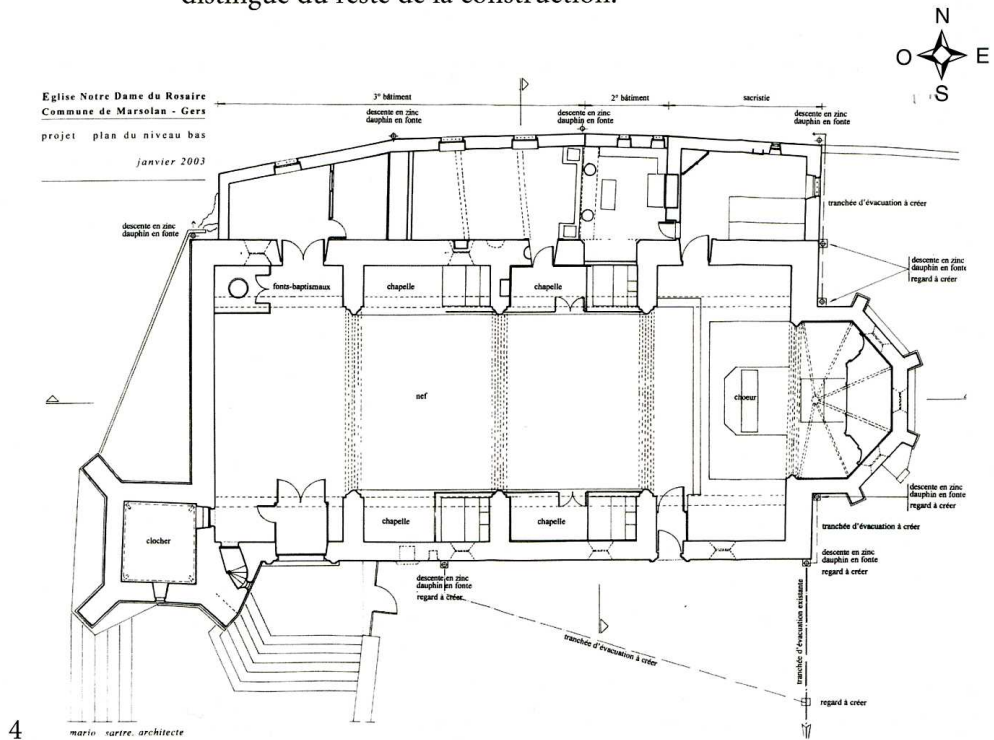 distingue du reste de la construction.
N
O
E
S
Eglise Notre Dame du Rosaire
Commune de Marsolan - Gers
projet plan du niveau bas
janvier 2003
3° bâtiment
2° bâtiment
sacristie
descente en zinc
dauphin en fonte
descente en zinc
dauphin en fonte
descente en zinc
dauphin en fonte
tranchée d'évacuation à créer
descente en zinc
dauphin en fonte
descente en zinc
dauphin en fonte
regard à créer
fonts-baptismaux
chapelle
chapelle
nef
choeur
chapelle
chapelle
clocher
descente en zinc
dauphin en fonte
regard à créer
tranchée d'évacuation à créer
descente en zinc
dauphin en fonte
regard à créer
descente en zinc
dauphin en fonte
regard à créer
tranchée d'évacuation à créer
tranchée d'évacuation existante
regard à créer
4
mario sartre. architecte